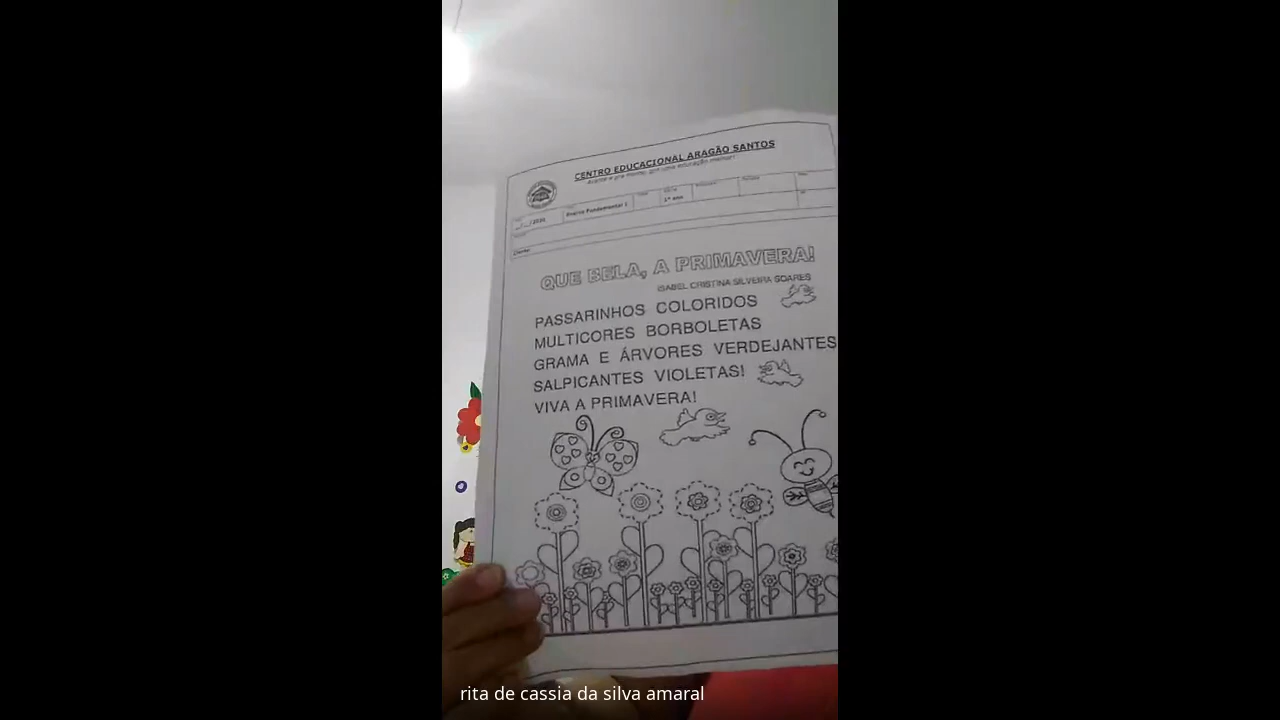 CENTRO EDUCACIONAL ARAGÃO SANTOS
Ensino Fundamental I
1º ano
QUE BELA, A PRIMAVERA!
ISABEL CRISTINA SILVEIRA SOARES
PASSARINHOS COLORIDOS
MULTICORES BORBOLETAS
GRAMA E ÁRVORES VERDEJANTES
SALPICANTES VIOLETAS!
VIVA A PRIMAVERA!
rita de cassia da silva amaral